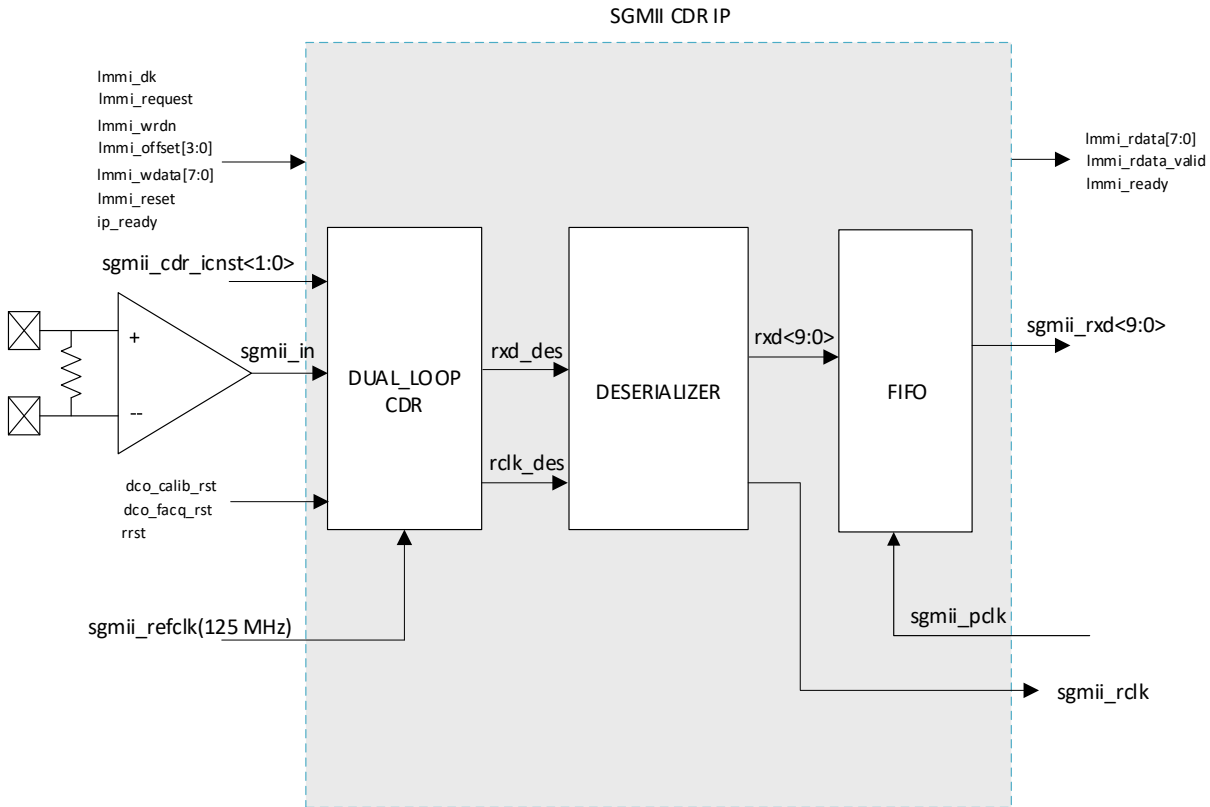 SGMII CDR IP
lmmi_clk
lmmi_request
lmmi_wrdn
lmmi_offset[3:0]
lmmi_wdata[7:0]
lmmi_reset
ip_ready
lmmi_rdata[7:0]
lmmi_rdata_valid
lmmi_ready
sgmii_cdr_icnst<1:0>
+
--
sgmii_in
DUAL_LOOP
CDR
rxd_des
rclk_des
DESERIALIZER
rxd<9:0>
FIFO
sgmii_rxd<9:0>
dco_calib_rst
dco_facq_rst
rrst
sgmii_refclk(125 MHz)
sgmii_pclk
sgmii_rclk